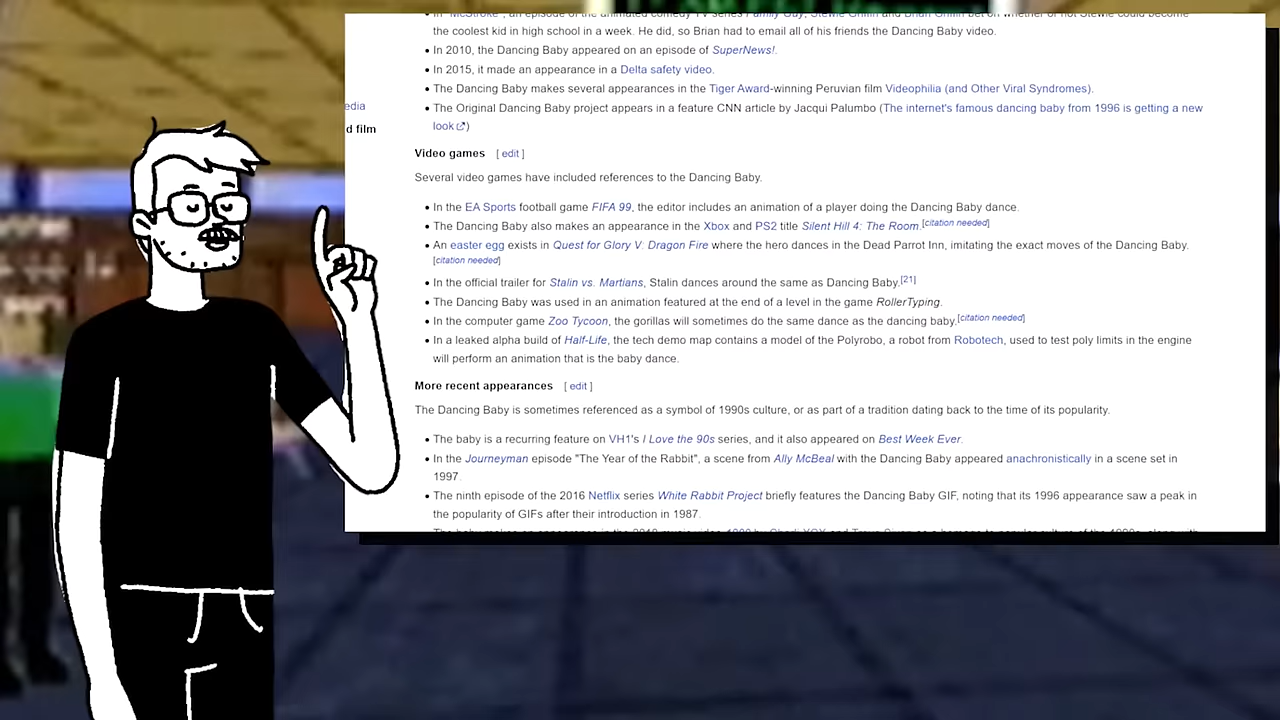 the coolest kid in high school in a week. He did, so Brian had to email all of his friends the Dancing Baby video.
In 2010, the Dancing Baby appeared on an episode of SuperNews!.
In 2015, it made an appearance in a Delta safety video.
The Dancing Baby makes several appearances in the Tiger Award-winning Peruvian film Videophilia (and Other Viral Syndromes).
edia
The Original Dancing Baby project appears in a feature CNN article by Jacqui Palumbo (The internet's famous dancing baby from 1996 is getting a new
look)
d film
Video games [ edit ]
Several video games have included references to the Dancing Baby.
In the EA Sports football game FIFA 99, the editor includes an animation of a player doing the Dancing Baby dance.
The Dancing Baby also makes an appearance in the Xbox and PS2 title Silent Hill 4: The Room.[citation needed]
An easter egg exists in Quest for Glory V: Dragon Fire where the hero dances in the Dead Parrot Inn, imitating the exact moves of the Dancing Baby.
[citation needed]
In the official trailer for Stalin vs. Martians, Stalin dances around the same as Dancing Baby.[21]
The Dancing Baby was used in an animation featured at the end of a level in the game RollerTyping.
In the computer game Zoo Tycoon, the gorillas will sometimes do the same dance as the dancing baby.[citation needed]
In a leaked alpha build of Half-Life, the tech demo map contains a model of the Polyrobo, a robot from Robotech, used to test poly limits in the engine
will perform an animation that is the baby dance.
More recent appearances [ edit ]
The Dancing Baby is sometimes referenced as a symbol of 1990s culture, or as part of a tradition dating back to the time of its popularity.
The baby is a recurring feature on VH1's I Love the 90s series, and it also appeared on Best Week Ever.
In the Journeyman episode "The Year of the Rabbit", a scene from Ally McBeal with the Dancing Baby appeared anachronistically in a scene set in
1997.
The ninth episode of the 2016 Netflix series White Rabbit Project briefly features the Dancing Baby GIF, noting that its 1996 appearance saw a peak in
the popularity of GIFs after their introduction in 1987.